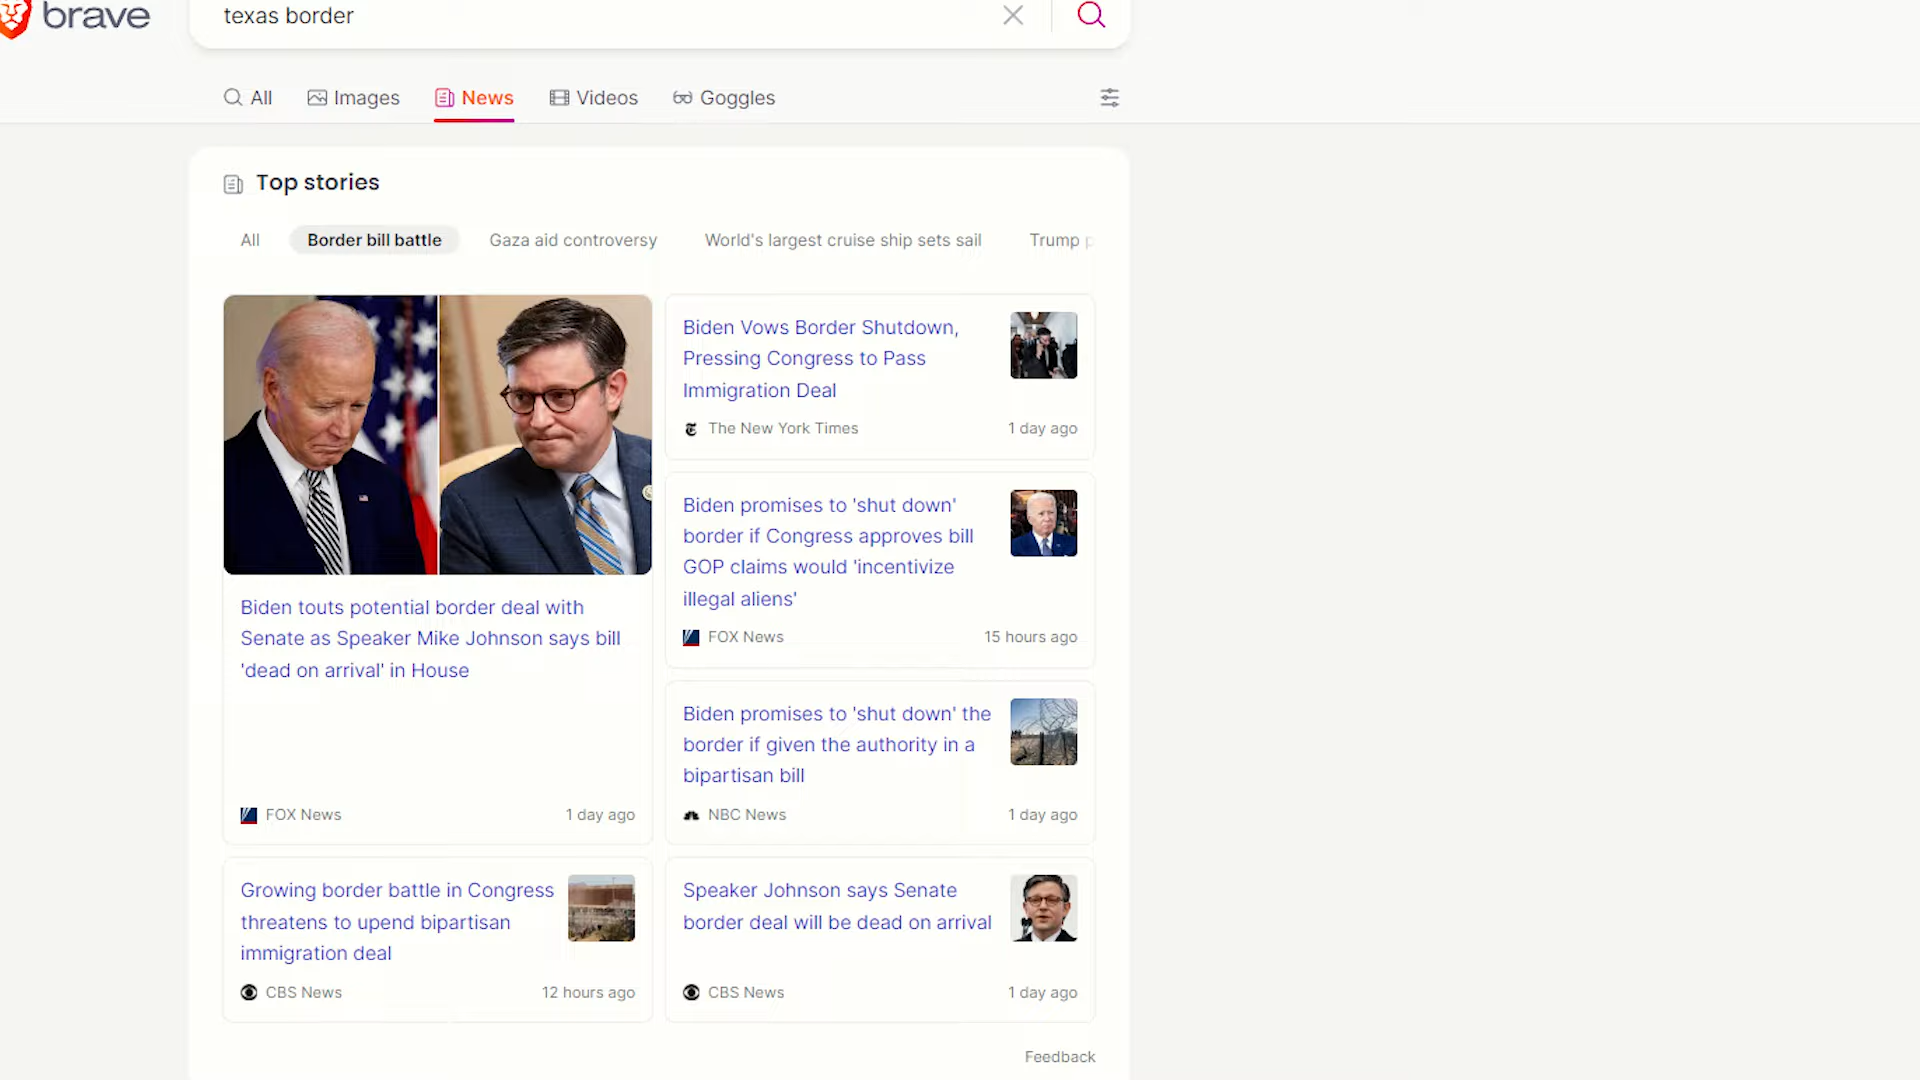 brave
texas border
All
Images
News
Videos
Goggles
Top stories
All
Border bill battle
Gaza aid controversy
World's largest cruise ship sets sail
Trump
Biden touts potential border deal with
Senate as Speaker Mike Johnson says bill
'dead on arrival' in House
FOX News
1 day ago
Biden Vows Border Shutdown,
Pressing Congress to Pass
Immigration Deal
The New York Times
1 day ago
Biden promises to 'shut down'
border if Congress approves bill
GOP claims would 'incentivize
illegal aliens'
FOX News
15 hours ago
Biden promises to 'shut down' the
border if given the authority in a
bipartisan bill
NBC News
1 day ago
Growing border battle in Congress
threatens to upend bipartisan
immigration deal
CBS News
12 hours ago
Speaker Johnson says Senate
border deal will be dead on arrival
CBS News
1 day ago
Feedback